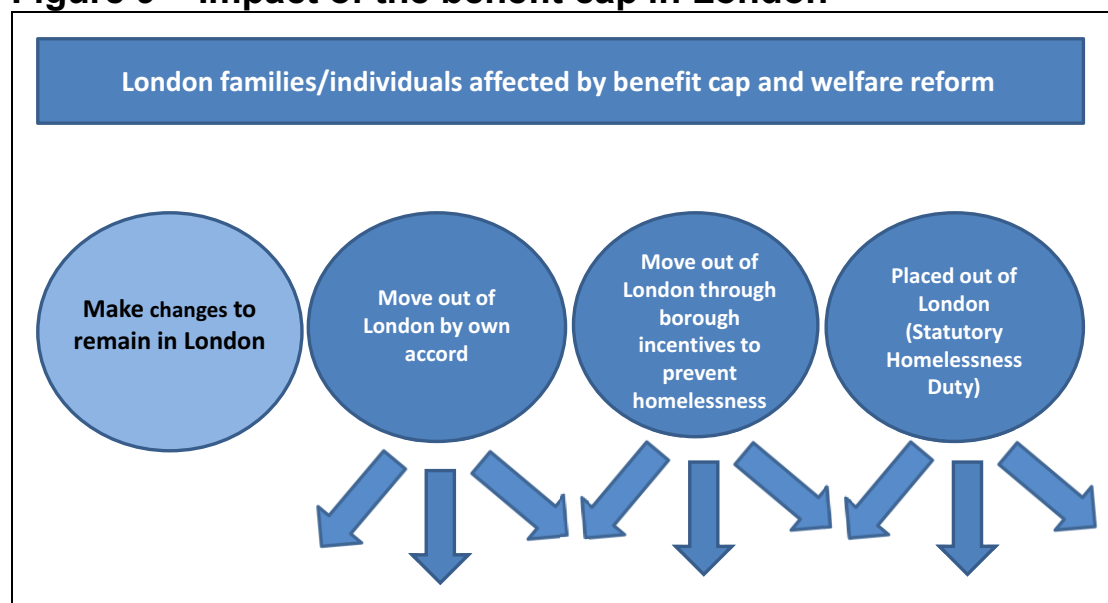 London families/individuals affected by benefit cap and welfare reform
Make changes to
remain in London
Move out of
London by own
accord
Move out of
London through
borough
incentives to
prevent
homelessness
Placed out of
London
(Statutory
Homelessness
Duty)